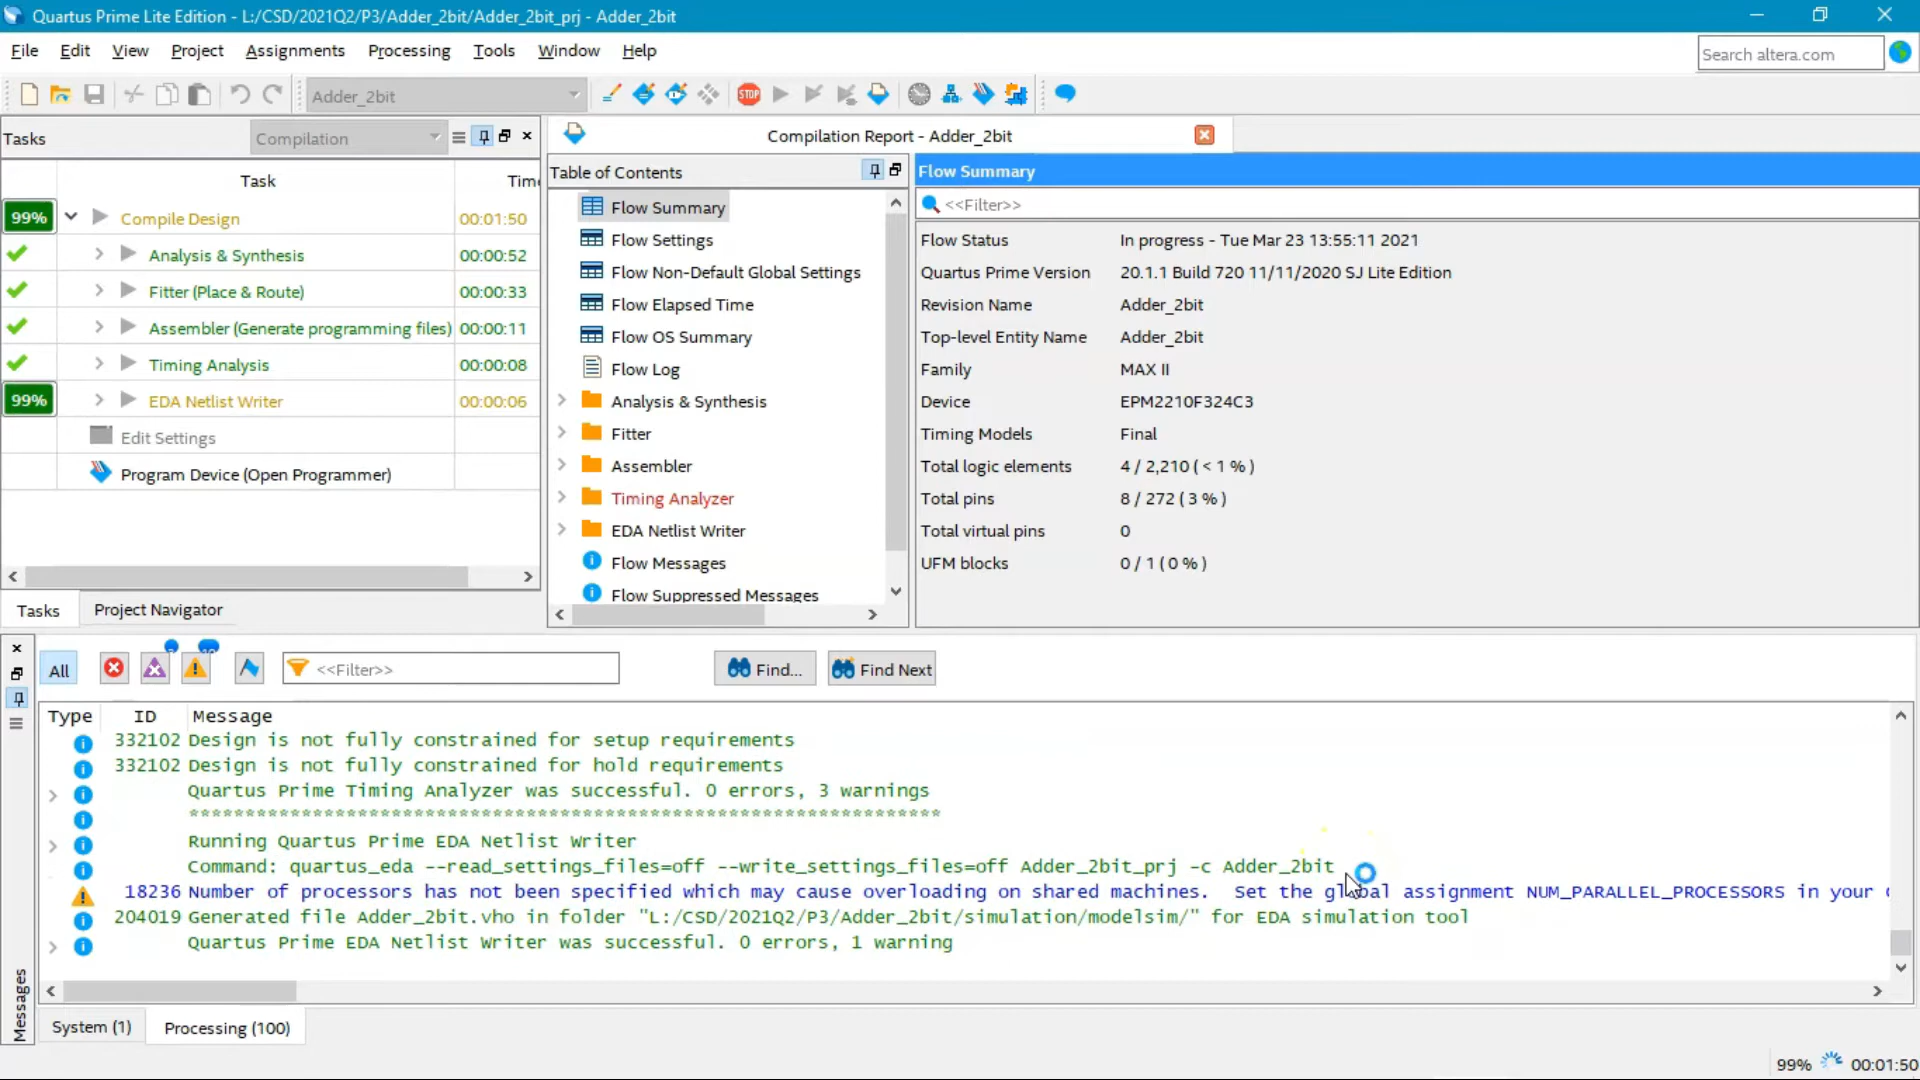 Quartus Prime Lite Edition - L:/CSD/2021Q2/P3/Adder_2bit/Adder_2bit_prj - Adder_2bit
File Edit View Project Assignments Processing Tools Window Help
Search altera.com
Adder_2bit
STOP
Tasks Compilation
Task Time
99% Compile Design 00:01:50
Analysis & Synthesis 00:00:52
Fitter (Place & Route) 00:00:33
Assembler (Generate programming files) 00:00:11
Timing Analysis 00:00:08
99% EDA Netlist Writer 00:00:06
Edit Settings
Program Device (Open Programmer)
Tasks Project Navigator
Compilation Report - Adder_2bit
Table of Contents
Flow Summary
Flow Settings
Flow Non-Default Global Settings
Flow Elapsed Time
Flow OS Summary
Flow Log
Analysis & Synthesis
Fitter
Assembler
Timing Analyzer
EDA Netlist Writer
Flow Messages
Flow Suppressed Messages
Flow Summary
<<Filter>>
Flow Status In progress - Tue Mar 23 13:55:11 2021
Quartus Prime Version 20.1.1 Build 720 11/11/2020 SJ Lite Edition
Revision Name Adder_2bit
Top-level Entity Name Adder_2bit
Family MAX II
Device EPM2210F324C3
Timing Models Final
Total logic elements 4 / 2,210 ( < 1 % )
Total pins 8 / 272 ( 3 % )
Total virtual pins 0
UFM blocks 0 / 1 ( 0 % )
All <<Filter>> Find... Find Next
Type ID Message
332102 Design is not fully constrained for setup requirements
332102 Design is not fully constrained for hold requirements
Quartus Prime Timing Analyzer was successful. 0 errors, 3 warnings
*******************************************************************
Running Quartus Prime EDA Netlist Writer
Command: quartus_eda --read_settings_files=off --write_settings_files=off Adder_2bit_prj -c Adder_2bit
18236 Number of processors has not been specified which may cause overloading on shared machines. Set the global assignment NUM_PARALLEL_PROCESSORS in your
204019 Generated file Adder_2bit.vho in folder "L:/CSD/2021Q2/P3/Adder_2bit/simulation/modelsim/" for EDA simulation tool
Quartus Prime EDA Netlist Writer was successful. 0 errors, 1 warning
Messages
System (1) Processing (100)
99% 00:01:50